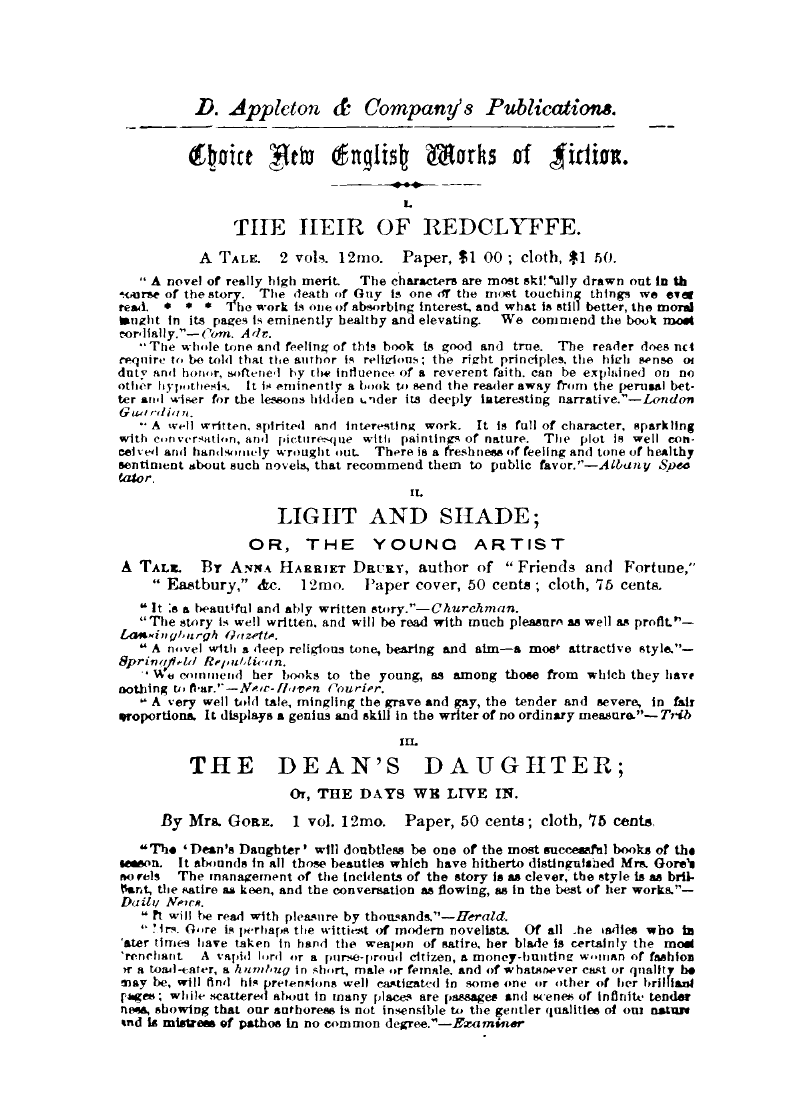 D. Appleton & Company's Publications.
Choice New English Works of Fiction.
I.
THE HEIR OF REDCLYFFE.
A TALE. 2 vols. 12mo. Paper, $1 00; cloth, $1 50.
"A novel of really high merit. The characters are most skilfully drawn out in th
course of the story. The death of Guy is one of the most touching things we ever
read. * * * The work is one of absorbing interest, and what is still better, the moral
taught in its pages is eminently healthy and elevating. We commend the book most
cordially."—Com. Adv.
"The whole tone and feeling of this book is good and true. The reader does not
require to be told that the author is religious; the right principles, the high sense of
duty and honor, softened by the influence of a reverent faith, can be explained on no
other hypothesis. It is eminently a book to send the reader away from the perusal bet-
ter and wiser for the lessons hidden under its deeply interesting narrative."—London
Guardian.
"A well written, spirited and interesting work. It is full of character, sparkling
with conversation, and picturesque with paintings of nature. The plot is well con-
ceived and handsomely wrought out. There is a freshness of feeling and tone of healthy
sentiment about such novels, that recommend them to public favor."—Albany Spec
tator.
II.
LIGHT AND SHADE;
OR, THE YOUNG ARTIST
A TALE. BY ANNA HARRIET DRURY, author of "Friends and Fortune,"
"Eastbury," &c. 12mo. Paper cover, 50 cents; cloth, 75 cents.
"It is a beautiful and ably written story."—Churchman.
"The story is well written, and will be read with much pleasure as well as profit."—
Lansingburgh Gazette.
"A novel with a deep religious tone, bearing and aim—a most attractive style."—
Springfield Republican.
"We commend her books to the young, as among those from which they have
nothing to fear."—New-Haven Courier.
"A very well told tale, mingling the grave and gay, the tender and severe, in fair
proportions. It displays a genius and skill in the writer of no ordinary measure."—Trib
III.
THE DEAN'S DAUGHTER;
Or, THE DAYS WE LIVE IN.
By Mrs. GORE. 1 vol. 12mo. Paper, 50 cents; cloth, 75 cents.
"The 'Dean's Daughter' will doubtless be one of the most successful books of the
season. It abounds in all those beauties which have hitherto distinguished Mrs. Gore's
novels The management of the incidents of the story is as clever, the style is as bril-
liant, the satire as keen, and the conversation as flowing, as in the best of her works."—
Daily News.
"It will be read with pleasure by thousands."—Herald.
"Mrs. Gore is perhaps the wittiest of modern novelists. Of all the ladies who in
later times have taken in hand the weapon of satire, her blade is certainly the most
trenchant. A vapid lord or a purse-proud citizen, a money-hunting woman of fashion
or a toad-eater, a humbug in short, male or female, and of whatsoever cast or quality he
may be, will find his pretensions well castigated in some one or other of her brilliant
pages; while scattered about in many places are passages and scenes of infinite tender
ness, showing that our authoress is not insensible to the gentler qualities of our nature
and is mistress of pathos in no common degree."—Examiner